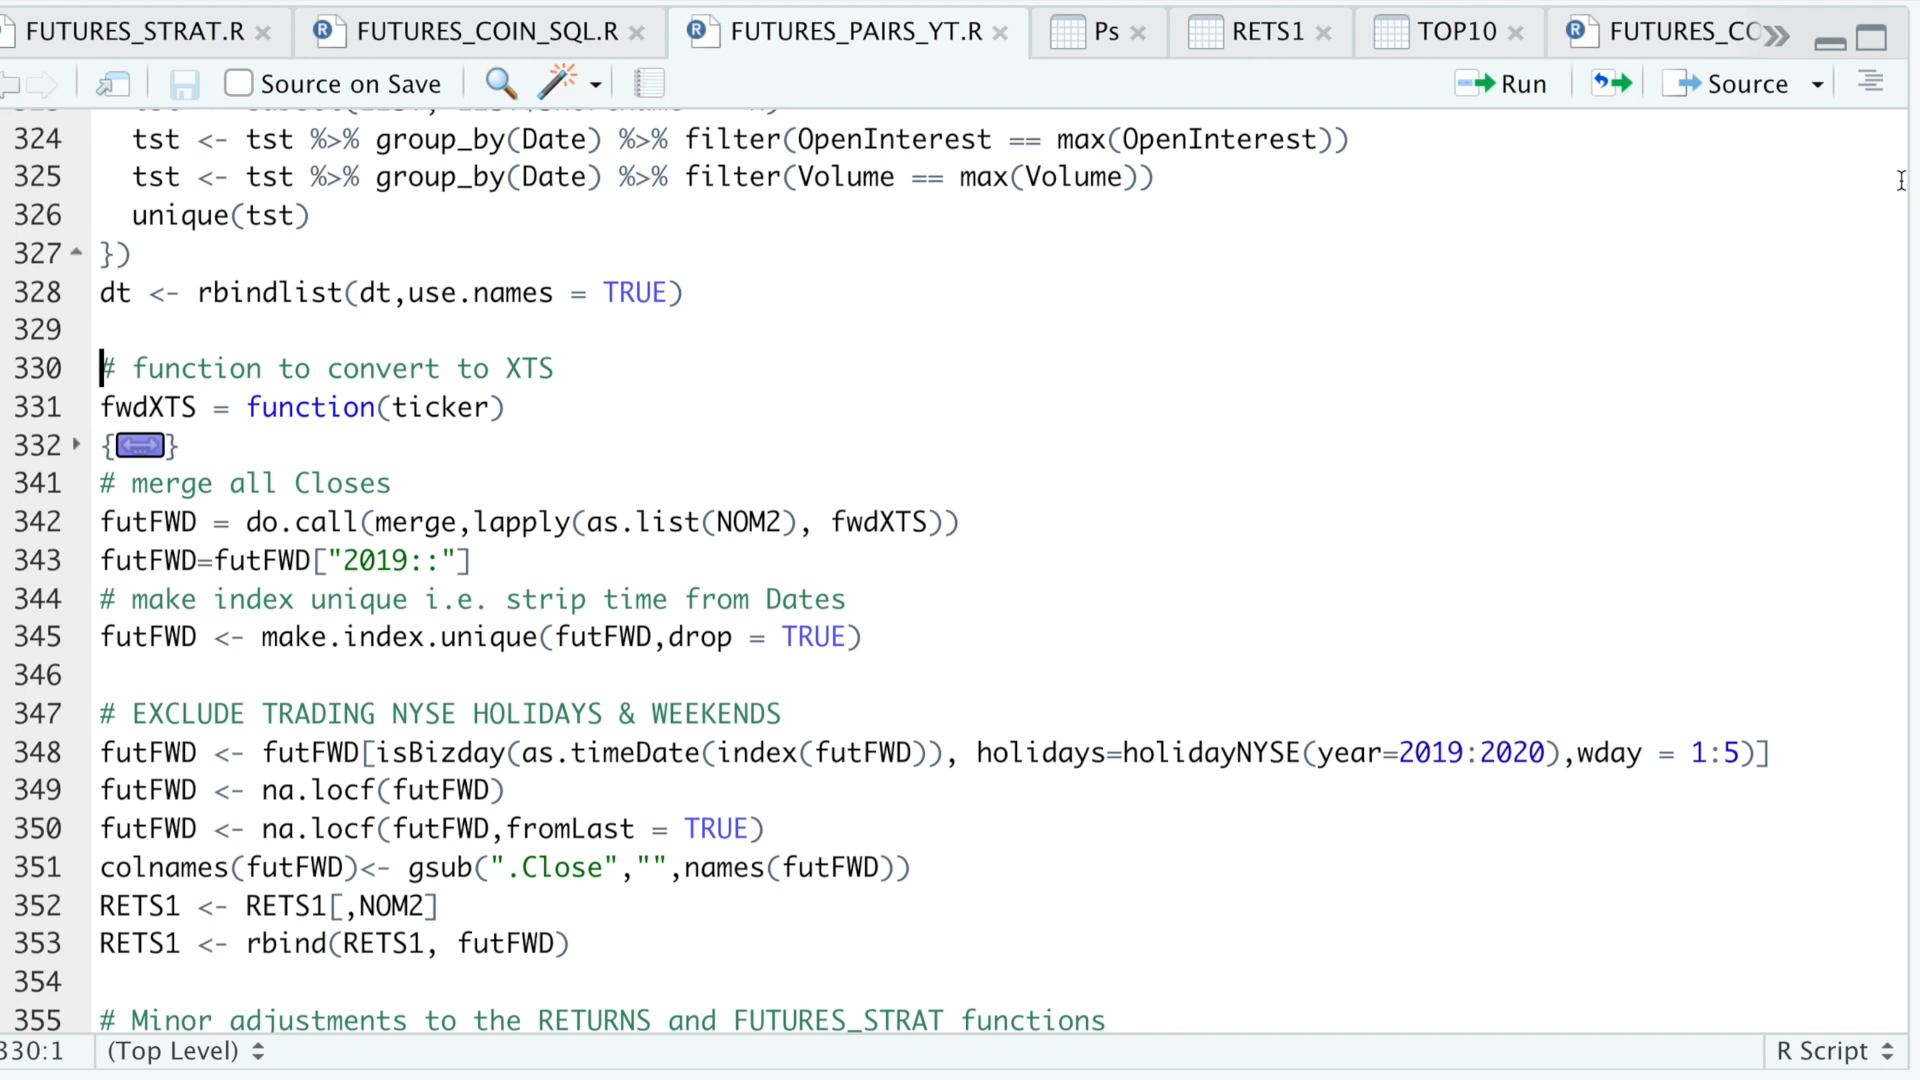 FUTURES_STRAT.R FUTURES_COIN_SQL.R FUTURES_PAIRS_YT.R Ps RETS1 TOP10 FUTURES_CO
Source on Save Run Source
324 tst <- tst %>% group_by(Date) %>% filter(OpenInterest == max(OpenInterest))
325 tst <- tst %>% group_by(Date) %>% filter(Volume == max(Volume))
326 unique(tst)
327 })
328 dt <- rbindlist(dt,use.names = TRUE)
329
330 # function to convert to XTS
331 fwdXTS = function(ticker)
332 {<->}
341 # merge all Closes
342 futFWD = do.call(merge,lapply(as.list(NOM2), fwdXTS))
343 futFWD=futFWD["2019::"]
344 # make index unique i.e. strip time from Dates
345 futFWD <- make.index.unique(futFWD,drop = TRUE)
346
347 # EXCLUDE TRADING NYSE HOLIDAYS & WEEKENDS
348 futFWD <- futFWD[isBizday(as.timeDate(index(futFWD)), holidays=holidayNYSE(year=2019:2020),wday = 1:5)]
349 futFWD <- na.locf(futFWD)
350 futFWD <- na.locf(futFWD,fromLast = TRUE)
351 colnames(futFWD)<- gsub(".Close","",names(futFWD))
352 RETS1 <- RETS1[,NOM2]
353 RETS1 <- rbind(RETS1, futFWD)
354
355 # Minor adjustments to the RETURNS and FUTURES_STRAT functions
330:1 (Top Level) R Script